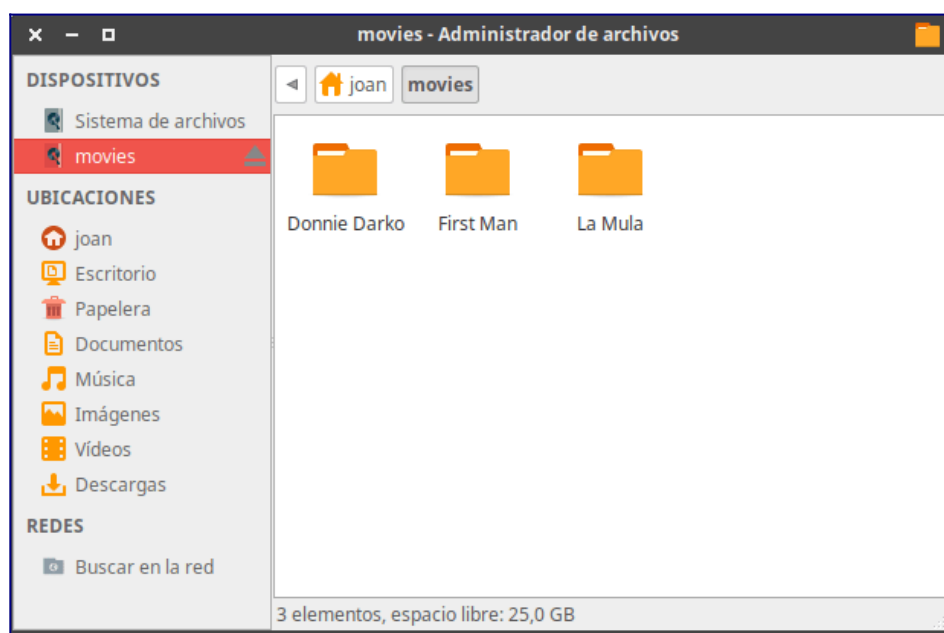 movies - Administrador de archivos
DISPOSITIVOS
Sistema de archivos
movies
UBICACIONES
joan
Escritorio
Papelera
Documentos
Música
Imágenes
Vídeos
Descargas
REDES
Buscar en la red
joan movies
Donnie Darko First Man La Mula
3 elementos, espacio libre: 25,0 GB